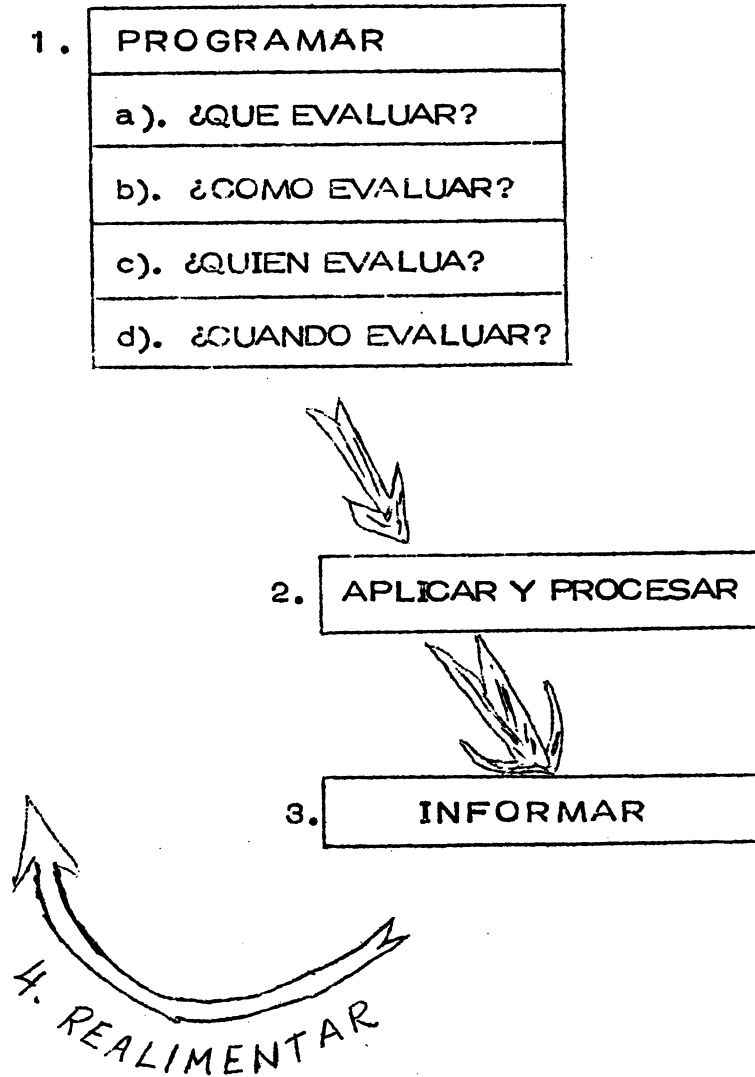 1. PROGRAMAR
a). ¿QUE EVALUAR?
b). ¿COMO EVALUAR?
c). ¿QUIEN EVALUA?
d). ¿CUANDO EVALUAR?
2. APLICAR Y PROCESAR
3. INFORMAR
4. REALIMENTAR